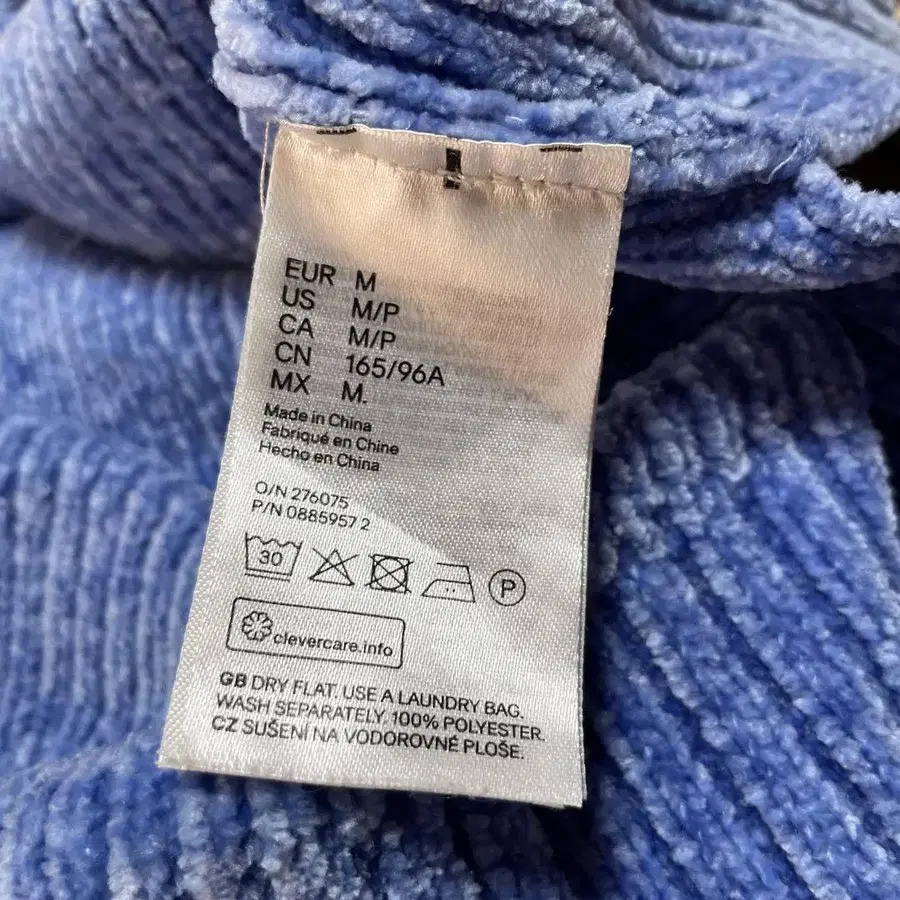 EUR M
US M/P
CA M/P
CN 165/96A
MX M.
Made in China
Fabriqué en Chine
Hecho en China
O/N 276075
P/N 0885957 2
30 P
clevercare.info
GB DRY FLAT. USE A LAUNDRY BAG.
WASH SEPARATELY. 100% POLYESTER.
CZ SUŠENÍ NA VODOROVNÉ PLOŠE.